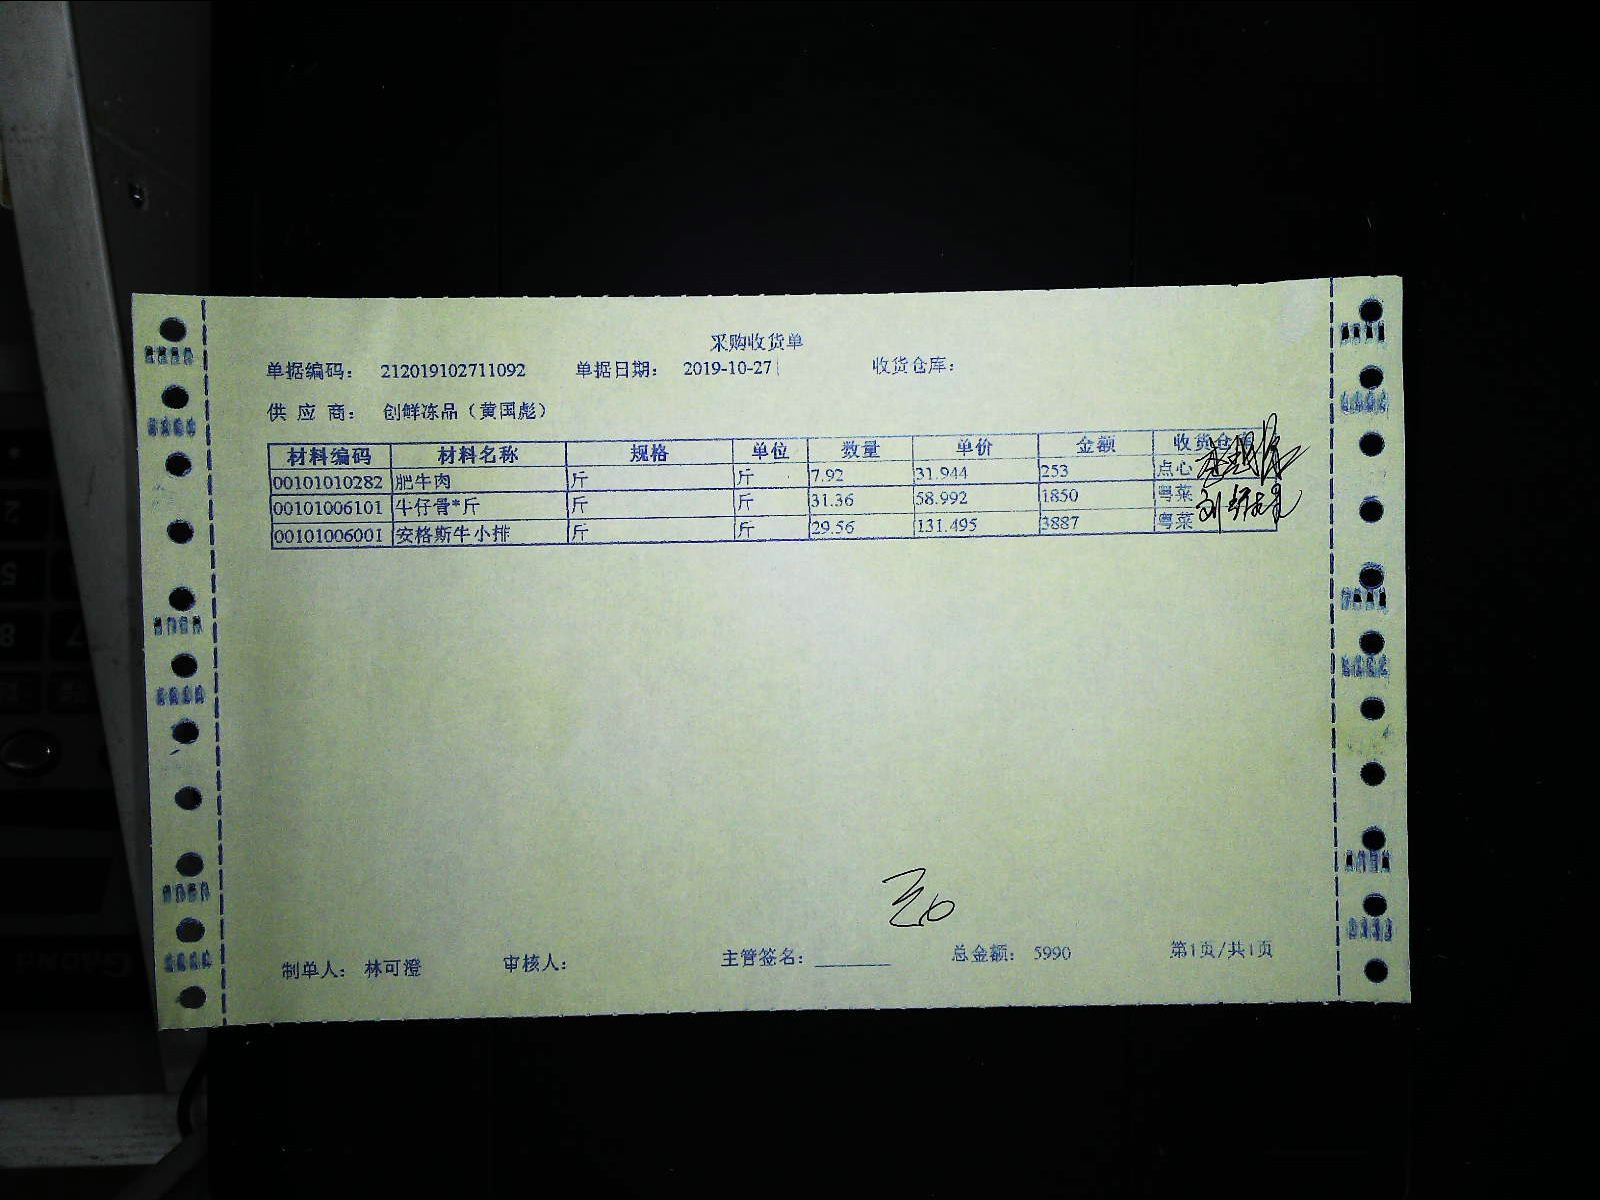 采购收货单
单据编码： 212019102711092 单据日期： 2019-10-27 收货仓库：
供 应 商： 创鲜冻品（黄国彪）
材料编码 材料名称 规格 单位 数量 单价 金额 收货仓库
00101010282 肥牛肉 斤 斤 7.92 31.944 253 点心
00101006101 牛仔骨*斤 斤 斤 31.36 58.992 1850 粤菜
00101006001 安格斯牛小排 斤 斤 29.56 131.495 3887 粤菜
制单人： 林可澄 审核人： 主管签名：________ 总金额： 5990 第1页/共1页